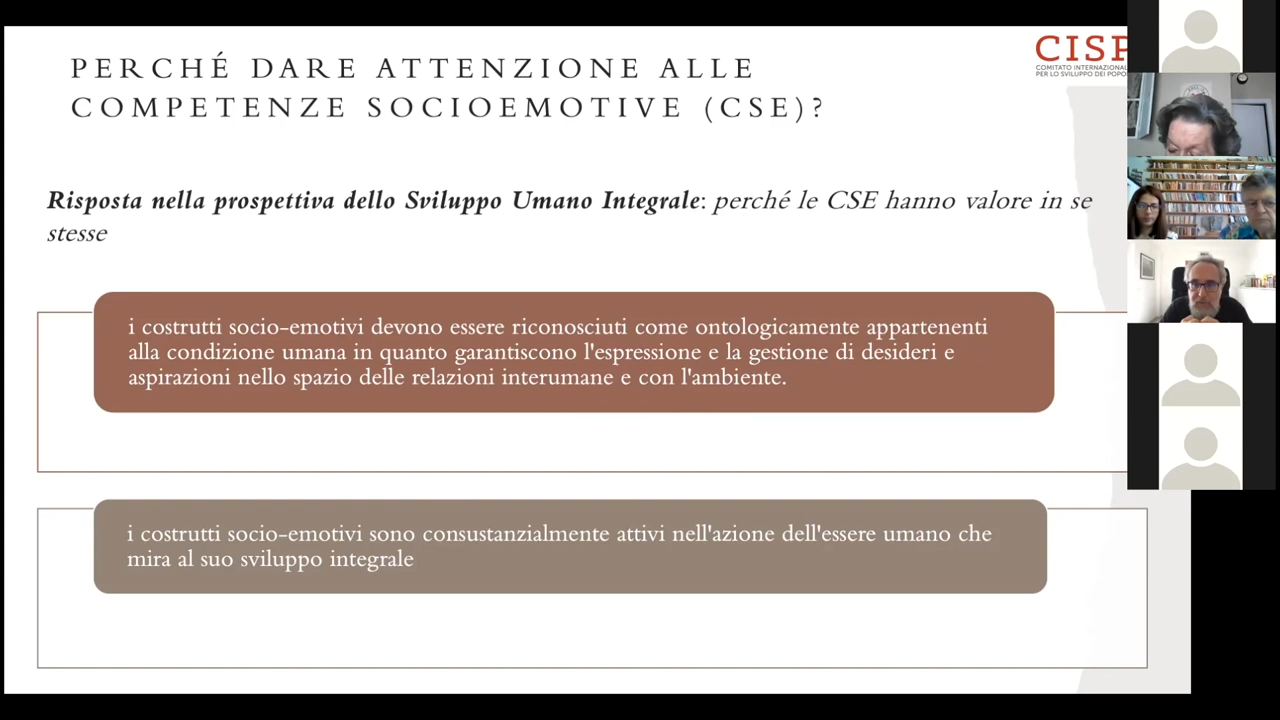 PERCHÉ DARE ATTENZIONE ALLE
COMPETENZE SOCIOEMOTIVE (CSE)?
CISP
COMITATO INTERNAZIONAL
PER LO SVILUPPO DEI POPO
Risposta nella prospettiva dello Sviluppo Umano Integrale: perché le CSE hanno valore in se
stesse
i costrutti socio-emotivi devono essere riconosciuti come ontologicamente appartenenti
alla condizione umana in quanto garantiscono l'espressione e la gestione di desideri e
aspirazioni nello spazio delle relazioni interumane e con l'ambiente.
i costrutti socio-emotivi sono consustanzialmente attivi nell'azione dell'essere umano che
mira al suo sviluppo integrale